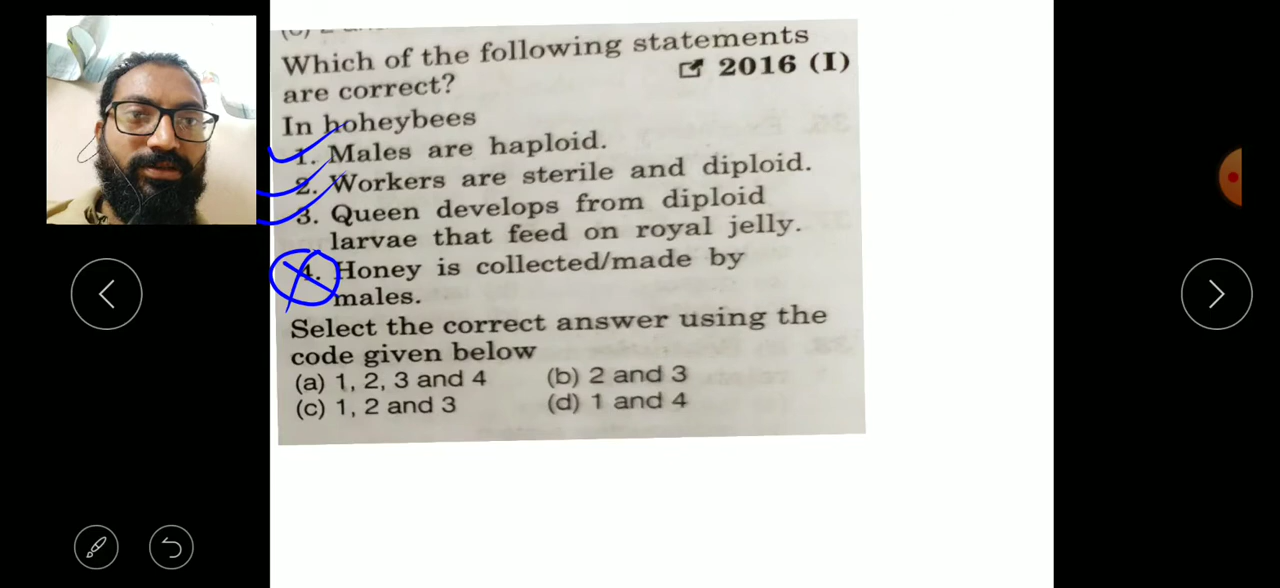 Which of the following statements
are correct? 2016 (I)
In hoheybees
1. Males are haploid.
2. Workers are sterile and diploid.
3. Queen develops from diploid
larvae that feed on royal jelly.
4. Honey is collected/made by
males.
Select the correct answer using the
code given below
(a) 1, 2, 3 and 4 (b) 2 and 3
(c) 1, 2 and 3 (d) 1 and 4